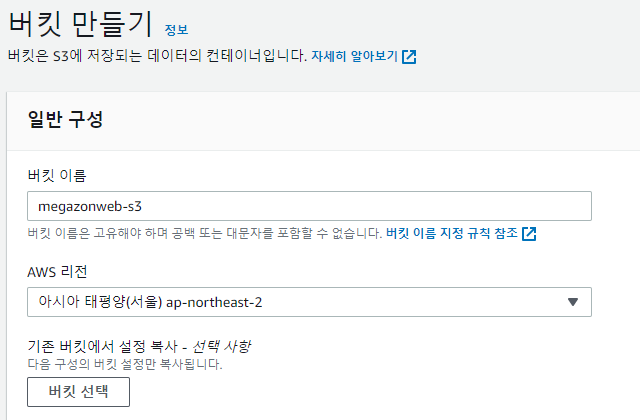 버킷 만들기 정보
버킷은 S3에 저장되는 데이터의 컨테이너입니다. 자세히 알아보기
일반 구성
버킷 이름
megazonweb-s3
버킷 이름은 고유해야 하며 공백 또는 대문자를 포함할 수 없습니다. 버킷 이름 지정 규칙 참조
AWS 리전
아시아 태평양(서울) ap-northeast-2
기존 버킷에서 설정 복사 - 선택 사항
다음 구성의 버킷 설정만 복사됩니다.
버킷 선택